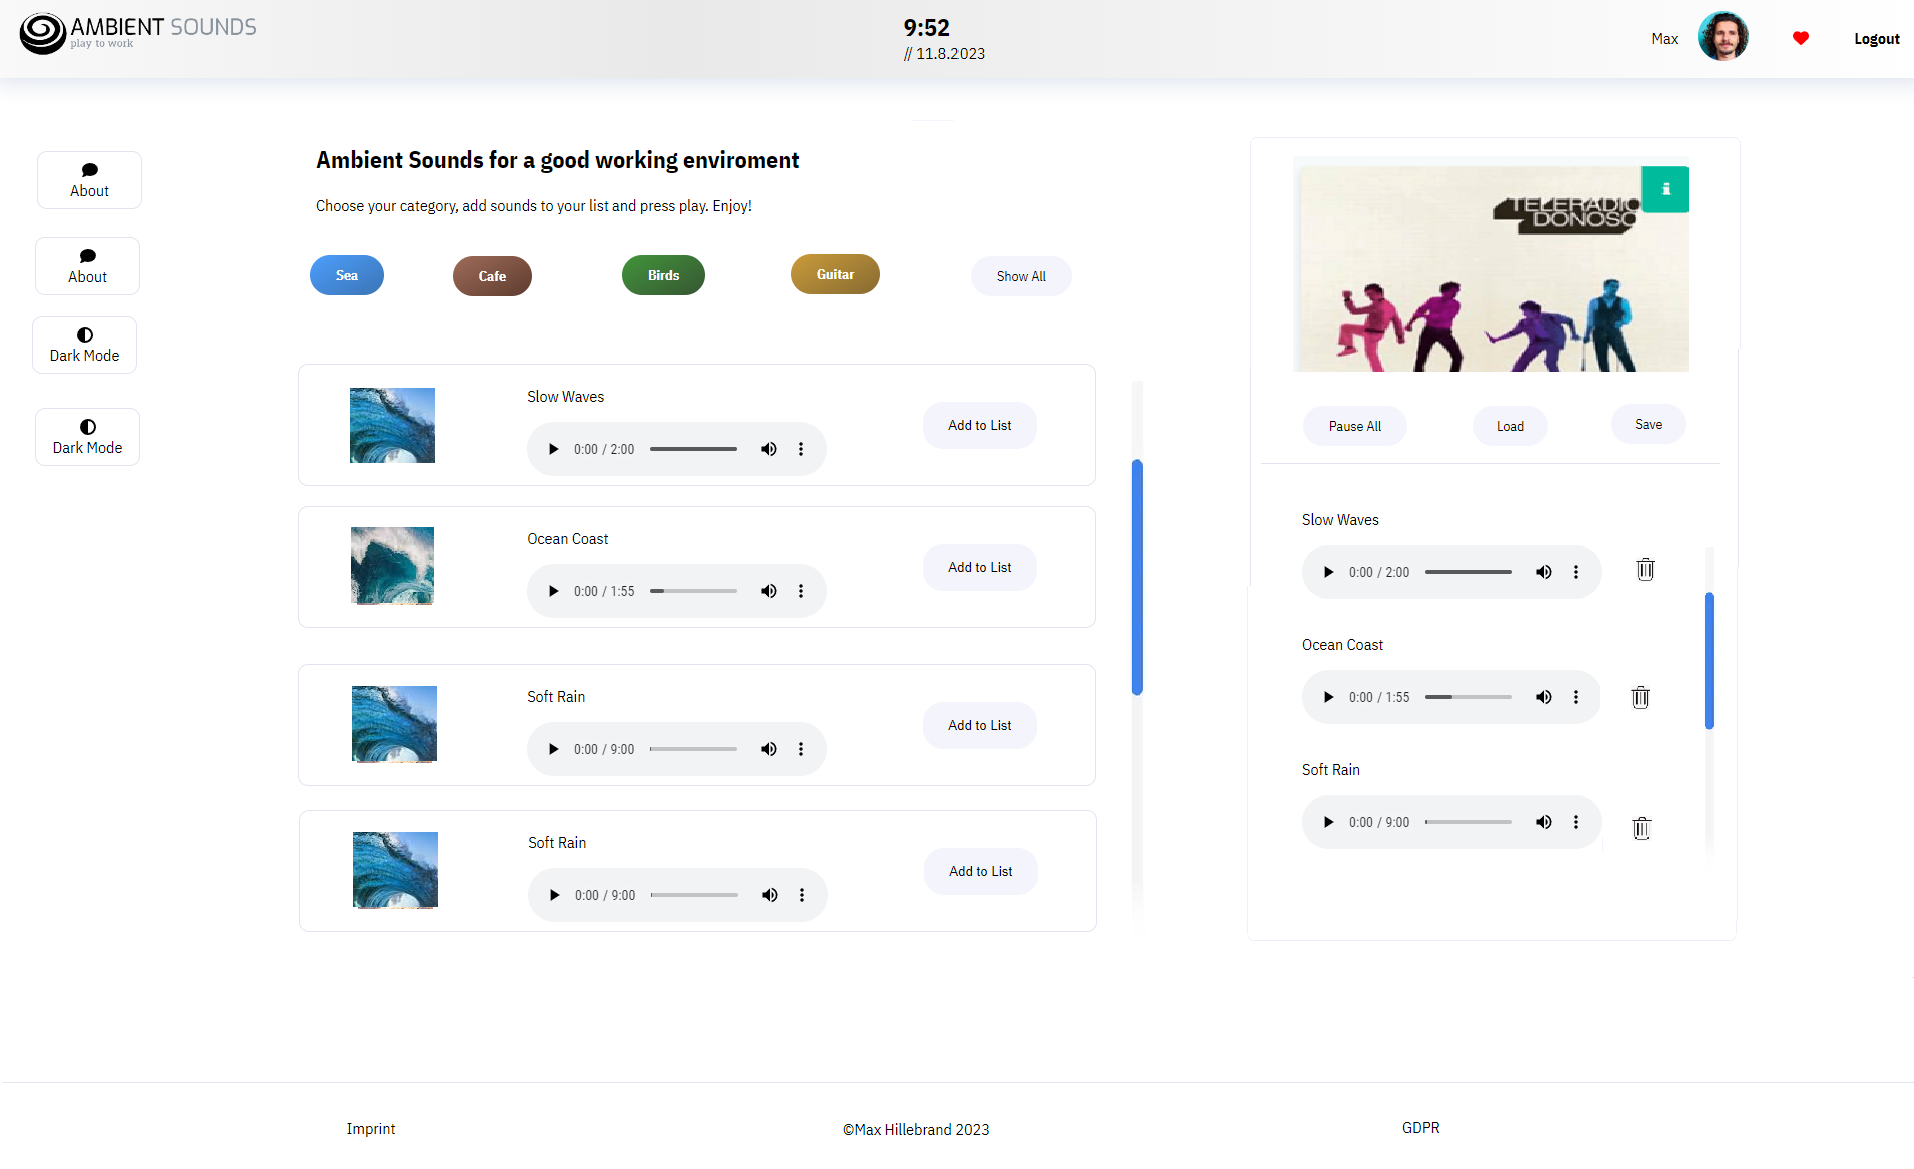 AMBIENT SOUNDS
play to work
9:52
// 11.8.2023
Max
Logout
About
About
Dark Mode
Dark Mode
Ambient Sounds for a good working enviroment
Choose your category, add sounds to your list and press play. Enjoy!
Sea
Cafe
Birds
Guitar
Show All
Slow Waves
0:00 / 2:00
Add to List
Ocean Coast
0:00 / 1:55
Add to List
Soft Rain
0:00 / 9:00
Add to List
Soft Rain
0:00 / 9:00
Add to List
TELERADIO
DONOSO
i
Pause All
Load
Save
Slow Waves
0:00 / 2:00
Ocean Coast
0:00 / 1:55
Soft Rain
0:00 / 9:00
Imprint
©Max Hillebrand 2023
GDPR